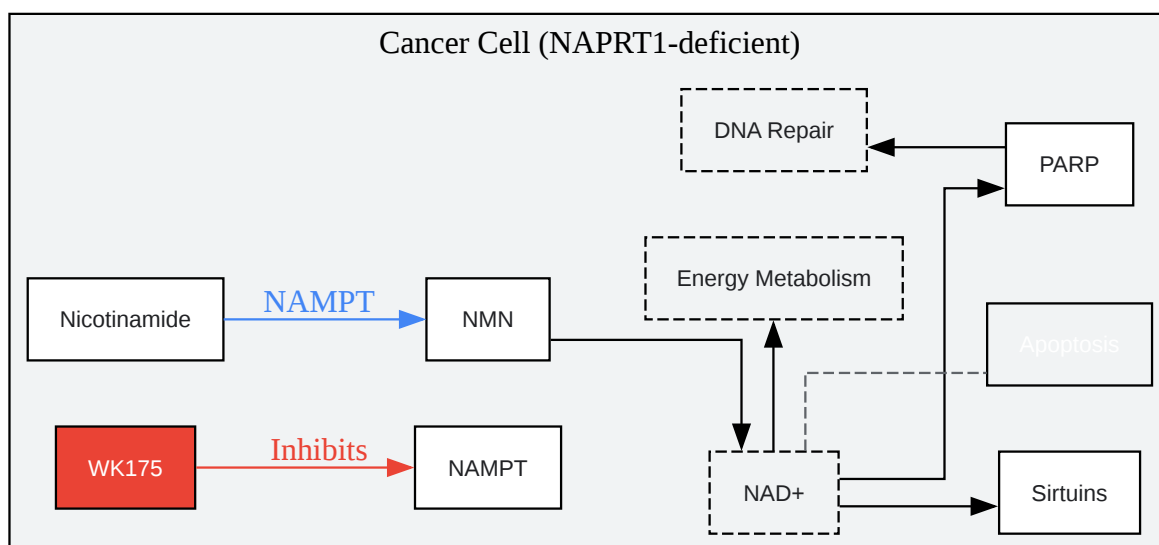 Cancer Cell (NAPRT1-deficient)
DNA Repair
PARP
Energy Metabolism
Nicotinamide
NAMPT
NMN
Apoptosis
WK175
Inhibits
NAMPT
NAD+
Sirtuins